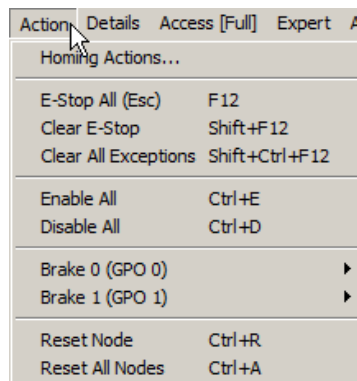 Action Details Access [Full] Expert
Homing Actions...
E-Stop All (Esc) F12
Clear E-Stop Shift+F12
Clear All Exceptions Shift+Ctrl+F12
Enable All Ctrl+E
Disable All Ctrl+D
Brake 0 (GPO 0)
Brake 1 (GPO 1)
Reset Node Ctrl+R
Reset All Nodes Ctrl+A